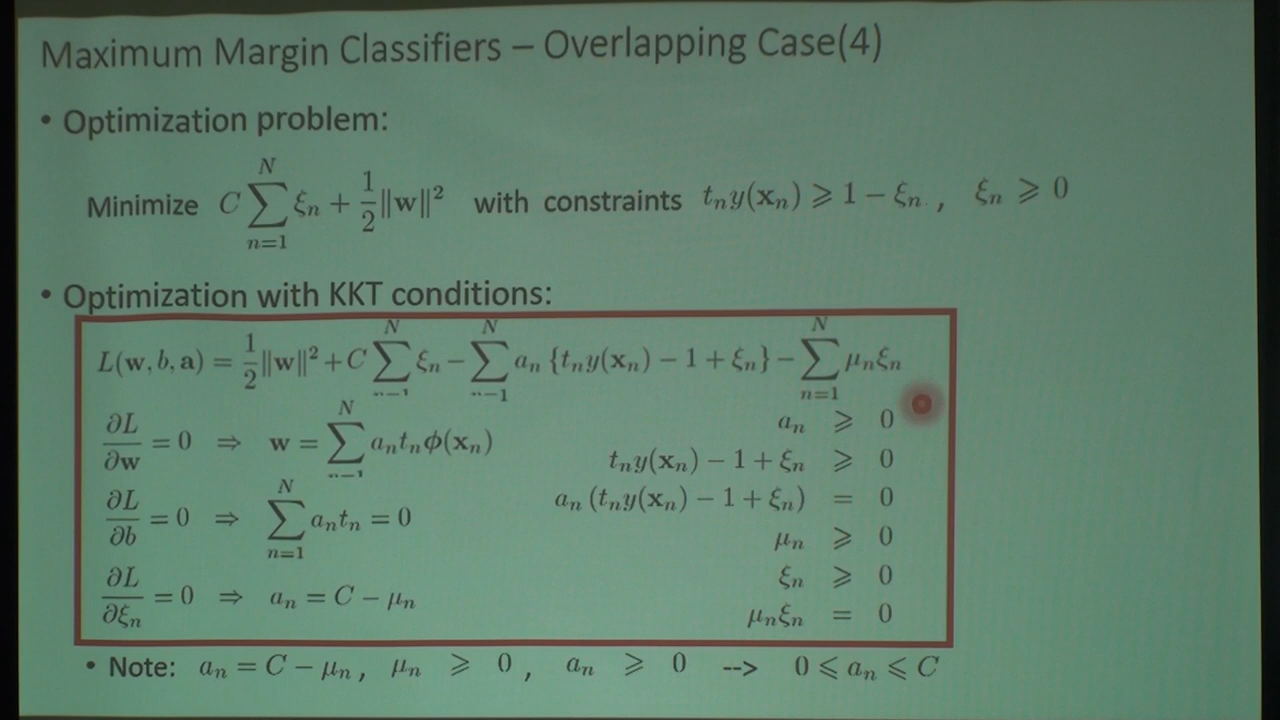 Maximum Margin Classifiers – Overlapping Case(4)
• Optimization problem:
Minimize C ∑_{n=1}^{N} ξ_n + 1/2 ‖w‖² with constraints t_n y(x_n) ⩾ 1 − ξ_n , ξ_n ⩾ 0
• Optimization with KKT conditions:
L(w, b, a) = 1/2 ‖w‖² + C ∑_{n=1}^{N} ξ_n − ∑_{n=1}^{N} a_n {t_n y(x_n) − 1 + ξ_n} − ∑_{n=1}^{N} μ_n ξ_n
∂L/∂w = 0 ⇒ w = ∑_{n=1}^{N} a_n t_n ϕ(x_n)
∂L/∂b = 0 ⇒ ∑_{n=1}^{N} a_n t_n = 0
∂L/∂ξ_n = 0 ⇒ a_n = C − μ_n
a_n ⩾ 0
t_n y(x_n) − 1 + ξ_n ⩾ 0
a_n (t_n y(x_n) − 1 + ξ_n) = 0
μ_n ⩾ 0
ξ_n ⩾ 0
μ_n ξ_n = 0
• Note: a_n = C − μ_n , μ_n ⩾ 0 , a_n ⩾ 0 --> 0 ⩽ a_n ⩽ C